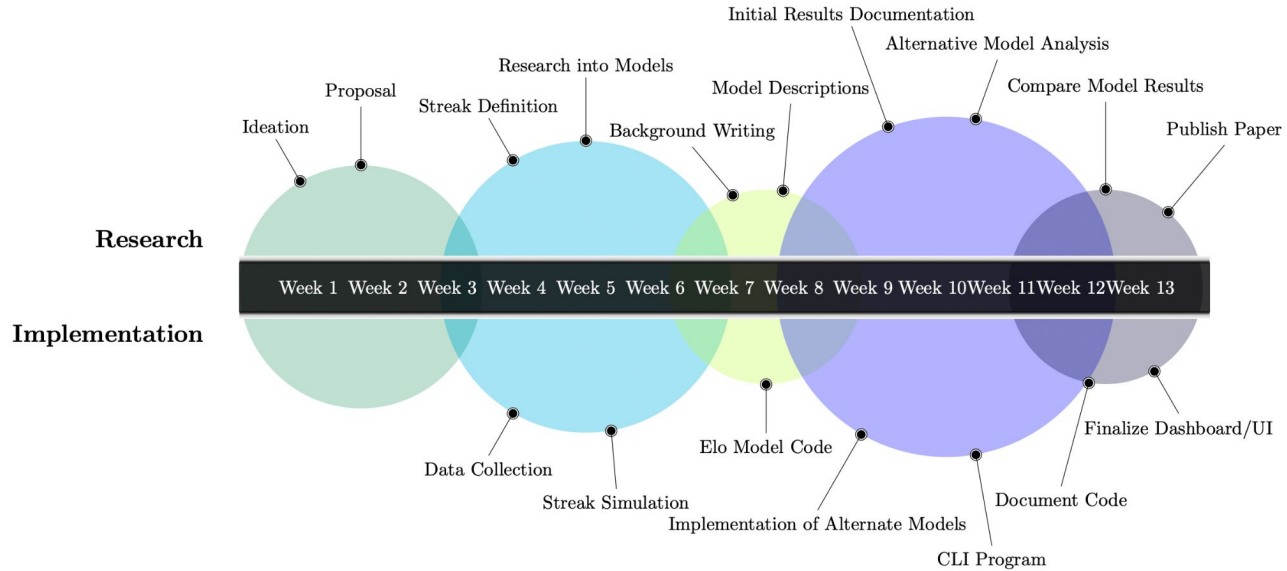 Initial Results Documentation
Alternative Model Analysis
Research into Models
Model Descriptions
Compare Model Results
Proposal
Streak Definition
Ideation
Background Writing
Publish Paper
Research
Week 1 Week 2 Week 3 Week 4 Week 5 Week 6 Week 7 Week 8 Week 9 Week 10 Week 11 Week 12 Week 13
Implementation
Finalize Dashboard/UI
Elo Model Code
Data Collection
Streak Simulation
Document Code
Implementation of Alternate Models
CLI Program